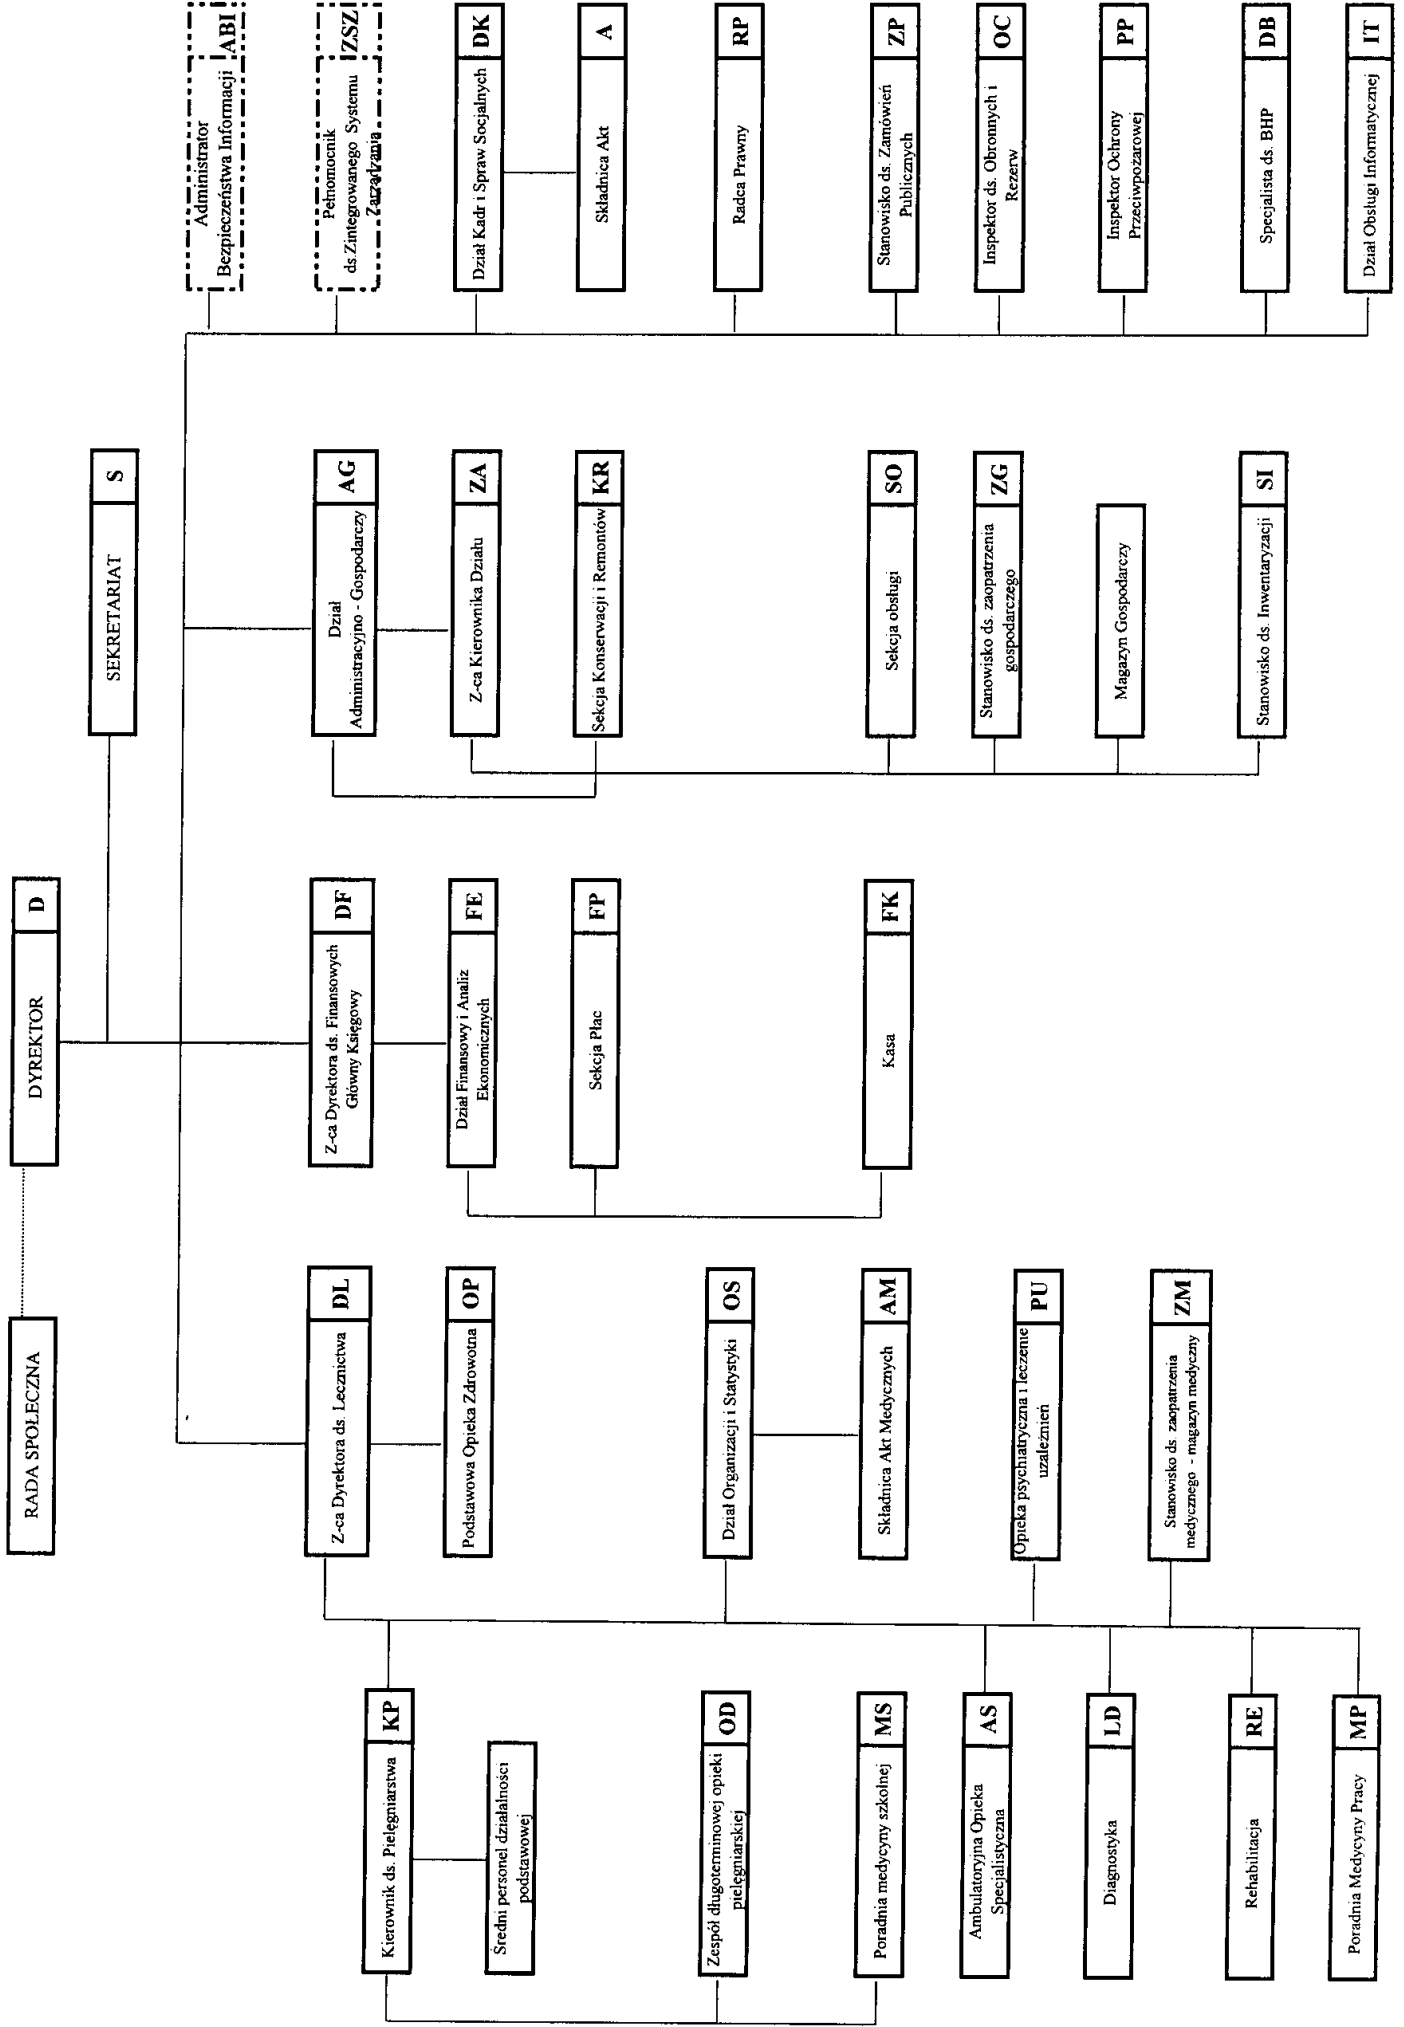 RADA SPOŁECZNA
DYREKTOR
D
SEKRETARIAT
S
Z-ca Dyrektora ds. Lecznictwa
DL
Podstawowa Opieka Zdrowotna
OP
Dział Organizacji i Statystyki
OS
Składnica Akt Medycznych
AM
Opieka psychiatryczna i leczenie
uzależnień
PU
Stanowisko ds zaopatrzenia
medycznego - magazyn medyczny
ZM
Kierownik ds. Pielęgniarstwa
KP
Średni personel działalności
podstawowej
Zespół długoterminowej opieki
pielęgniarskiej
OD
Poradnia medycyny szkolnej
MS
Ambulatoryjna Opieka
Specjalistyczna
AS
Diagnostyka
LD
Rehabilitacja
RE
Poradnia Medycyny Pracy
MP
Z-ca Dyrektora ds. Finansowych
Główny Księgowy
DF
Dział Finansowy i Analiz
Ekonomicznych
FE
Sekcja Płac
FP
Kasa
FK
Dział
Administracyjno - Gospodarczy
AG
Z-ca Kierownika Działu
ZA
Sekcja Konserwacji i Remontów
KR
Sekcja obsługi
SO
Stanowisko ds. zaopatrzenia
gospodarczego
ZG
Magazyn Gospodarczy
Stanowisko ds. Inwentaryzacji
SI
Administrator
Bezpieczeństwa Informacji
ABI
Pełnomocnik
ds.Zintegrowanego Systemu
Zarządzania
ZSZ
Dział Kadr i Spraw Socjalnych
DK
Składnica Akt
A
Radca Prawny
RP
Stanowisko ds. Zamówień
Publicznych
ZP
Inspektor ds. Obronnych i
Rezerw
OC
Inspektor Ochrony
Przeciwpożarowej
PP
Specjalista ds. BHP
DB
Dział Obsługi Informatycznej
IT